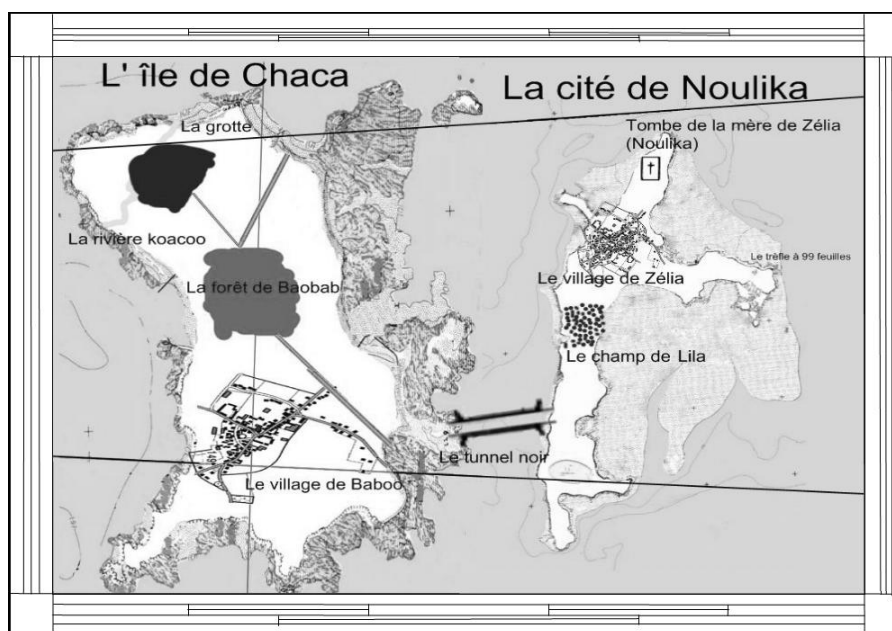 L' île de Chaca
La cité de Noulika
La grotte
Tombe de la mère de Zélia
(Noulika)
La rivière koacoo
Le trèfle à 99 feuilles
La forêt de Baobab
Le village de Zélia
Le champ de Lila
Le tunnel noir
Le village de Baboo